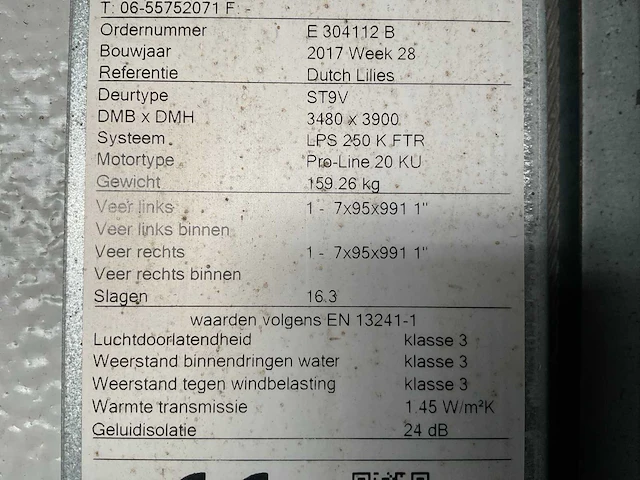 T: 06-55752071 F: -
Ordernummer E 304112 B
Bouwjaar 2017 Week 28
Referentie Dutch Lilies
Deurtype ST9V
DMB x DMH 3480 x 3900
Systeem LPS 250 K FTR
Motortype Pro-Line 20 KU
Gewicht 159.26 kg
Veer links 1 - 7x95x991 1"
Veer links binnen
Veer rechts 1 - 7x95x991 1"
Veer rechts binnen
Slagen 16.3
waarden volgens EN 13241-1
Luchtdoorlatendheid klasse 3
Weerstand binnendringen water klasse 3
Weerstand tegen windbelasting klasse 3
Warmte transmissie 1.45 W/m²K
Geluidisolatie 24 dB